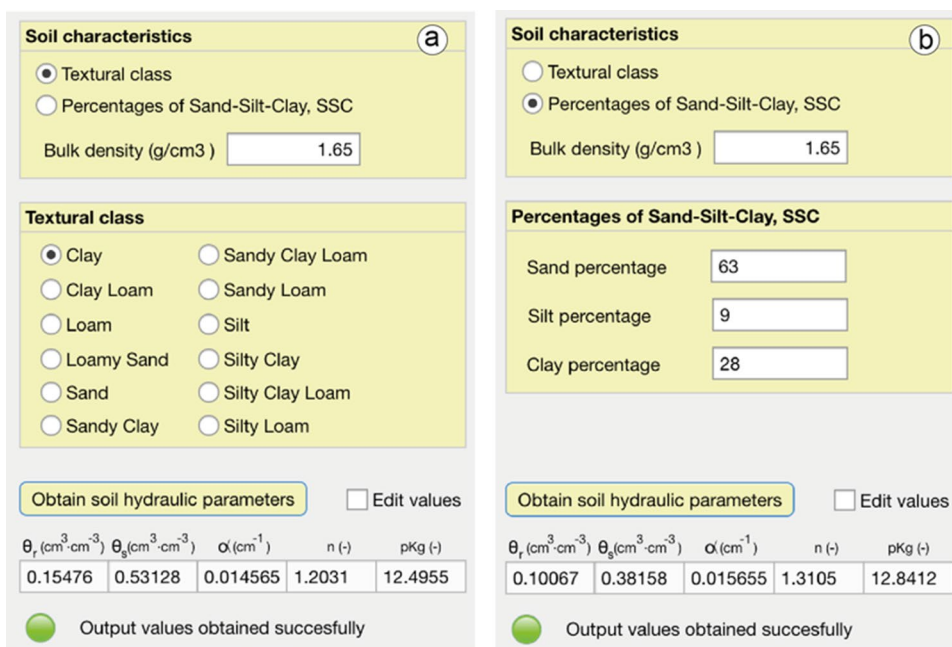 Soil characteristics
a
Textural class
Percentages of Sand-Silt-Clay, SSC
Bulk density (g/cm3 )
1.65
Textural class
Clay
Sandy Clay Loam
Clay Loam
Sandy Loam
Loam
Silt
Loamy Sand
Silty Clay
Sand
Silty Clay Loam
Sandy Clay
Silty Loam
Obtain soil hydraulic parameters
Edit values
θr (cm³·cm⁻³) θs(cm³·cm⁻³) α(cm⁻¹) n (-) pKg (-)
0.15476 0.53128 0.014565 1.2031 12.4955
Output values obtained succesfully
Soil characteristics
b
Textural class
Percentages of Sand-Silt-Clay, SSC
Bulk density (g/cm3 )
1.65
Percentages of Sand-Silt-Clay, SSC
Sand percentage
63
Silt percentage
9
Clay percentage
28
Obtain soil hydraulic parameters
Edit values
θr (cm³·cm⁻³) θs(cm³·cm⁻³) α(cm⁻¹) n (-) pKg (-)
0.10067 0.38158 0.015655 1.3105 12.8412
Output values obtained succesfully